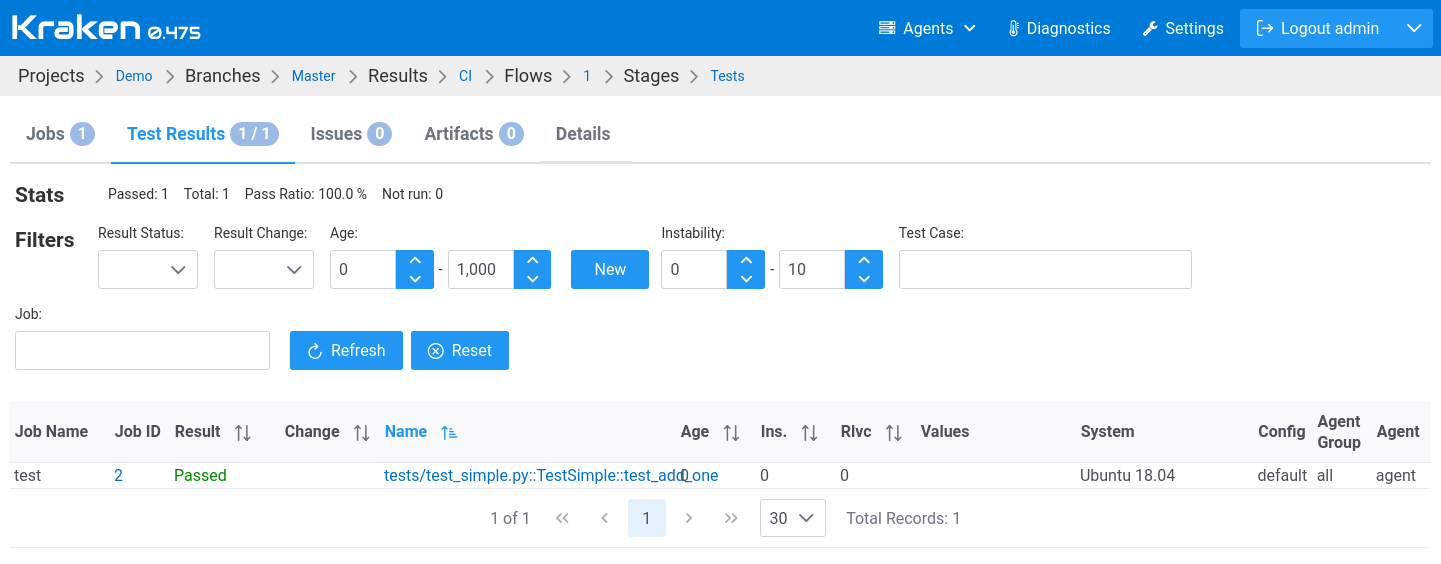 Kraken 0.475 Agents Diagnostics Settings Logout admin
Projects Demo Branches Master Results CI Flows 1 Stages Tests
Jobs 1 Test Results 1 / 1 Issues 0 Artifacts 0 Details
Stats Passed: 1 Total: 1 Pass Ratio: 100.0 % Not run: 0
Filters Result Status: Result Change: Age: Instability: Test Case:
0 - 1,000 New 0 - 10
Job:
Refresh Reset
Job Name Job ID Result Change Name Age Ins. Rlvc Values System Config Agent Group Agent
test 2 Passed tests/test_simple.py::TestSimple::test_add_one 0 0 0 Ubuntu 18.04 default all agent
1 of 1 1 30 Total Records: 1